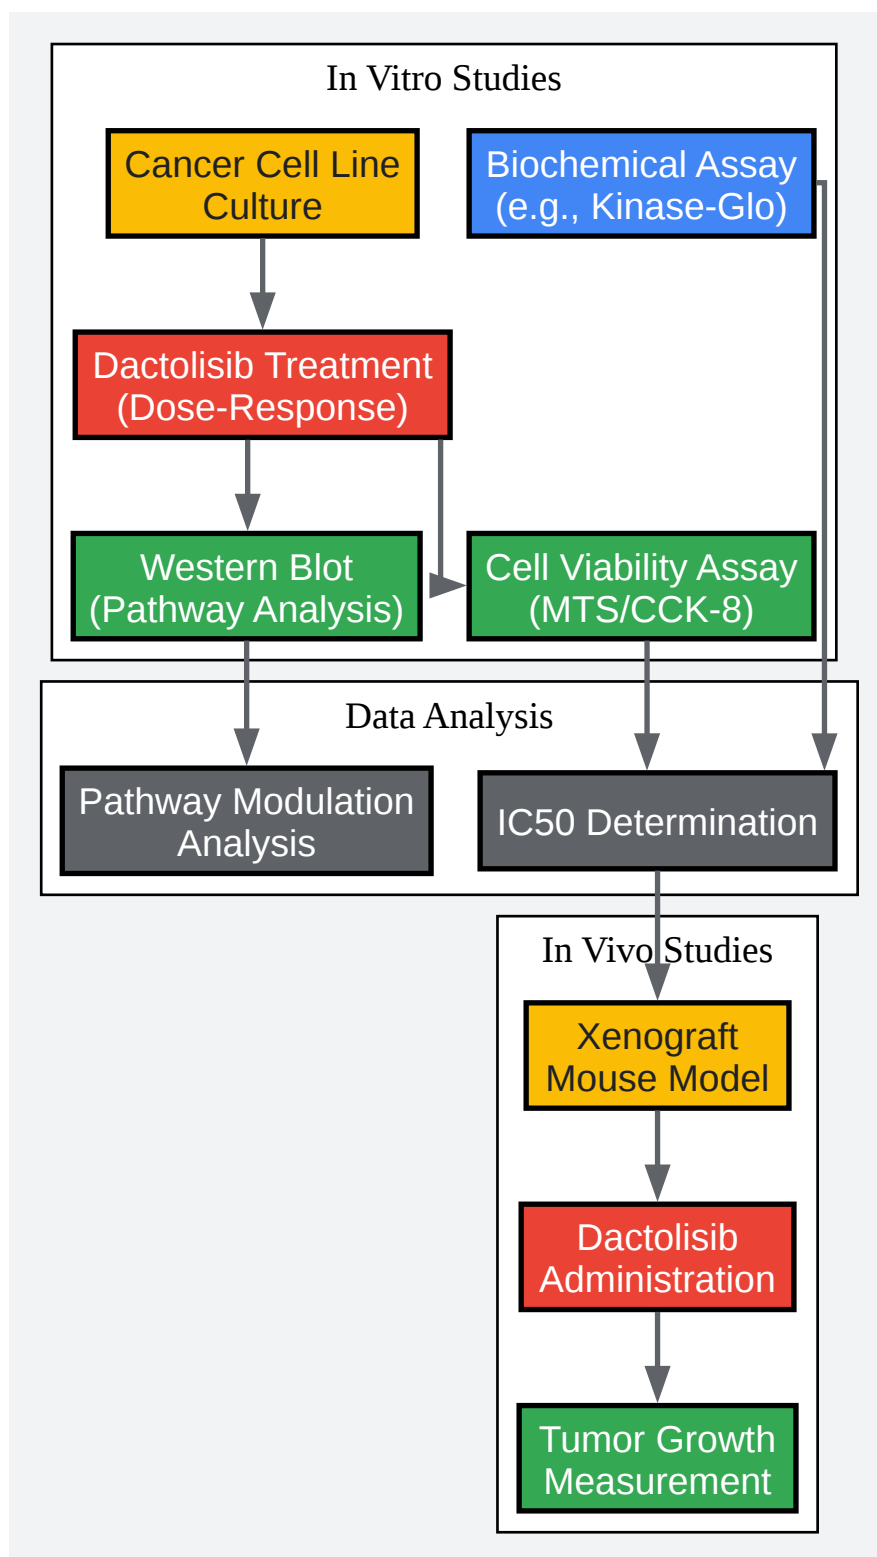 In Vitro Studies
Cancer Cell Line
Culture
Biochemical Assay
(e.g., Kinase-Glo)
Dactolisib Treatment
(Dose-Response)
Western Blot
(Pathway Analysis)
Cell Viability Assay
(MTS/CCK-8)
Data Analysis
Pathway Modulation
Analysis
IC50 Determination
In Vivo Studies
Xenograft
Mouse Model
Dactolisib
Administration
Tumor Growth
Measurement